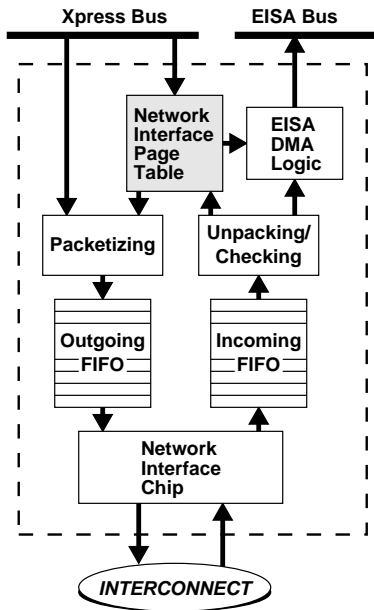 Xpress Bus
EISA Bus
Network
Interface
Page
Table
EISA
DMA
Logic
Packetizing
Unpacking/
Checking
Outgoing
FIFO
Incoming
FIFO
Network
Interface
Chip
INTERCONNECT